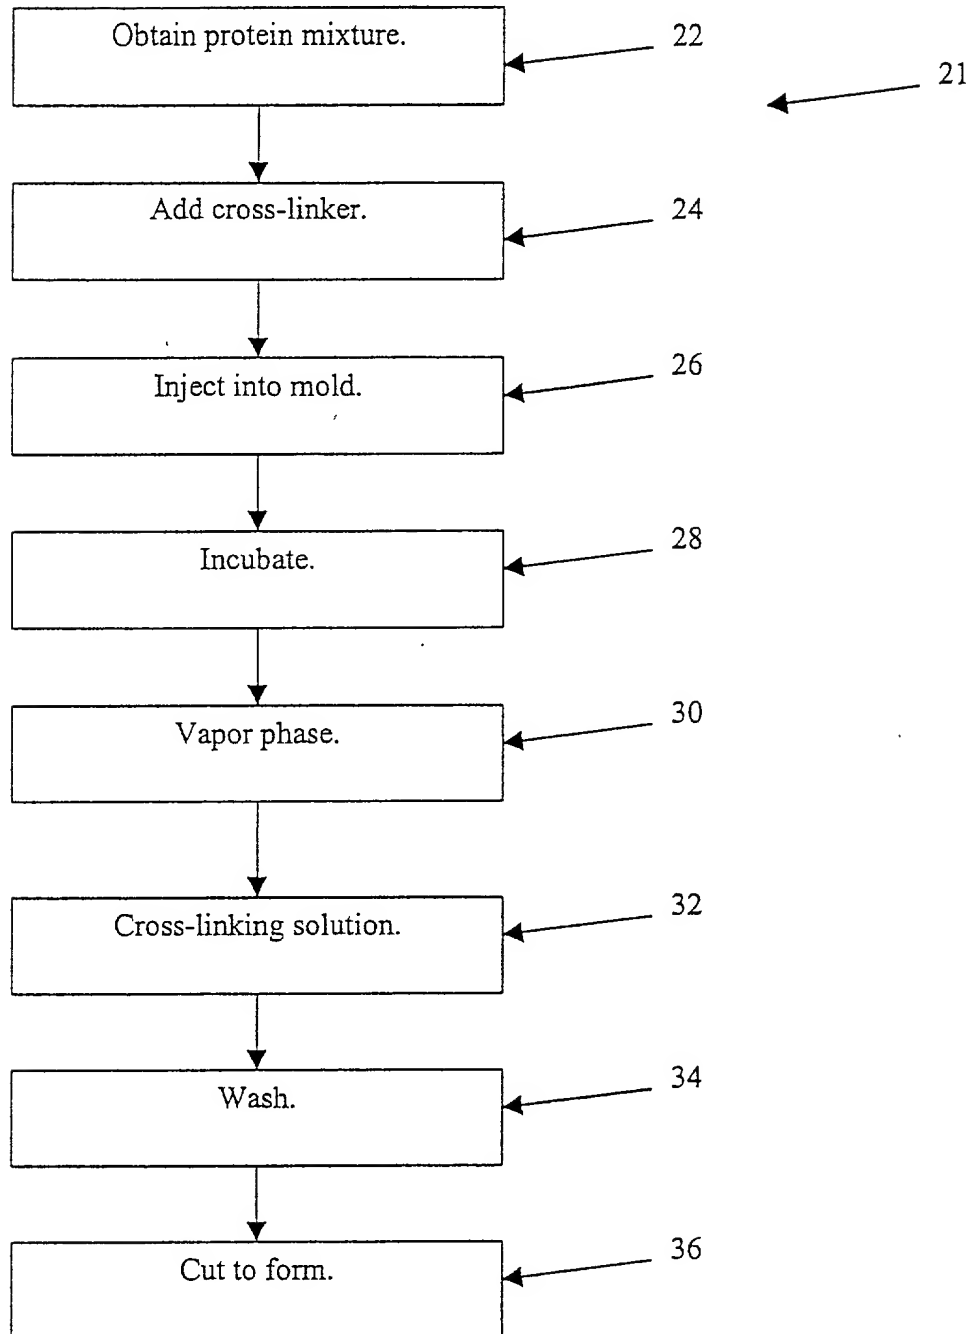 Obtain protein mixture.
22
21
Add cross-linker.
24
Inject into mold.
26
Incubate.
28
Vapor phase.
30
Cross-linking solution.
32
Wash.
34
Cut to form.
36